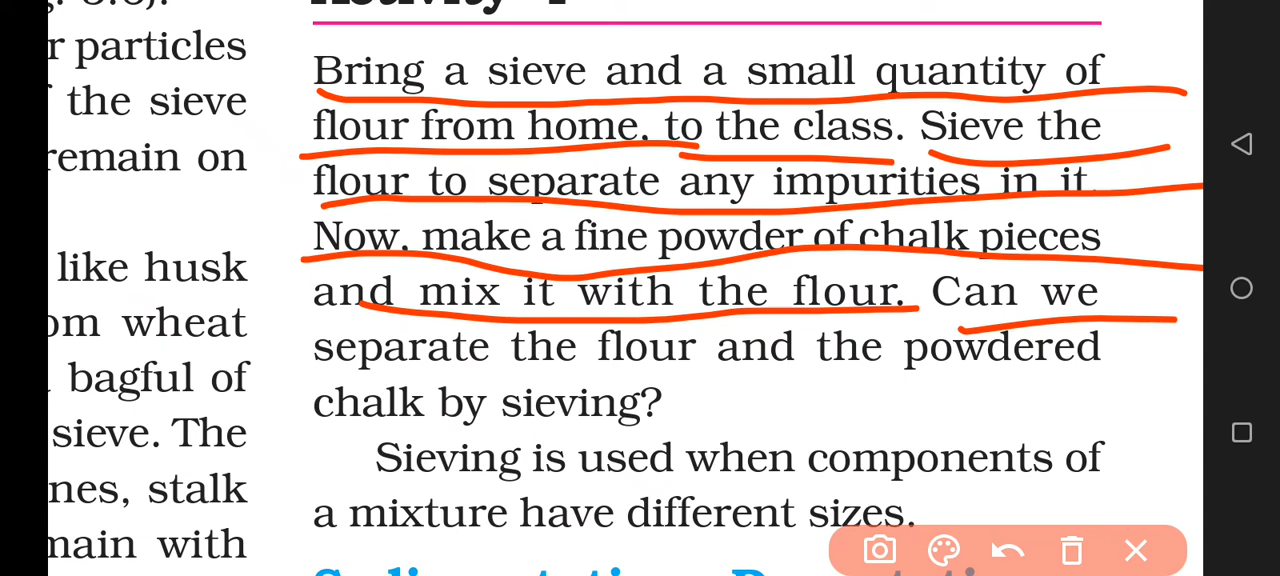 r particles
the sieve
remain on
like husk
om wheat
bagful of
sieve. The
nes, stalk
main with
Bring a sieve and a small quantity of
flour from home, to the class. Sieve the
flour to separate any impurities in it.
Now, make a fine powder of chalk pieces
and mix it with the flour. Can we
separate the flour and the powdered
chalk by sieving?
Sieving is used when components of
a mixture have different sizes.